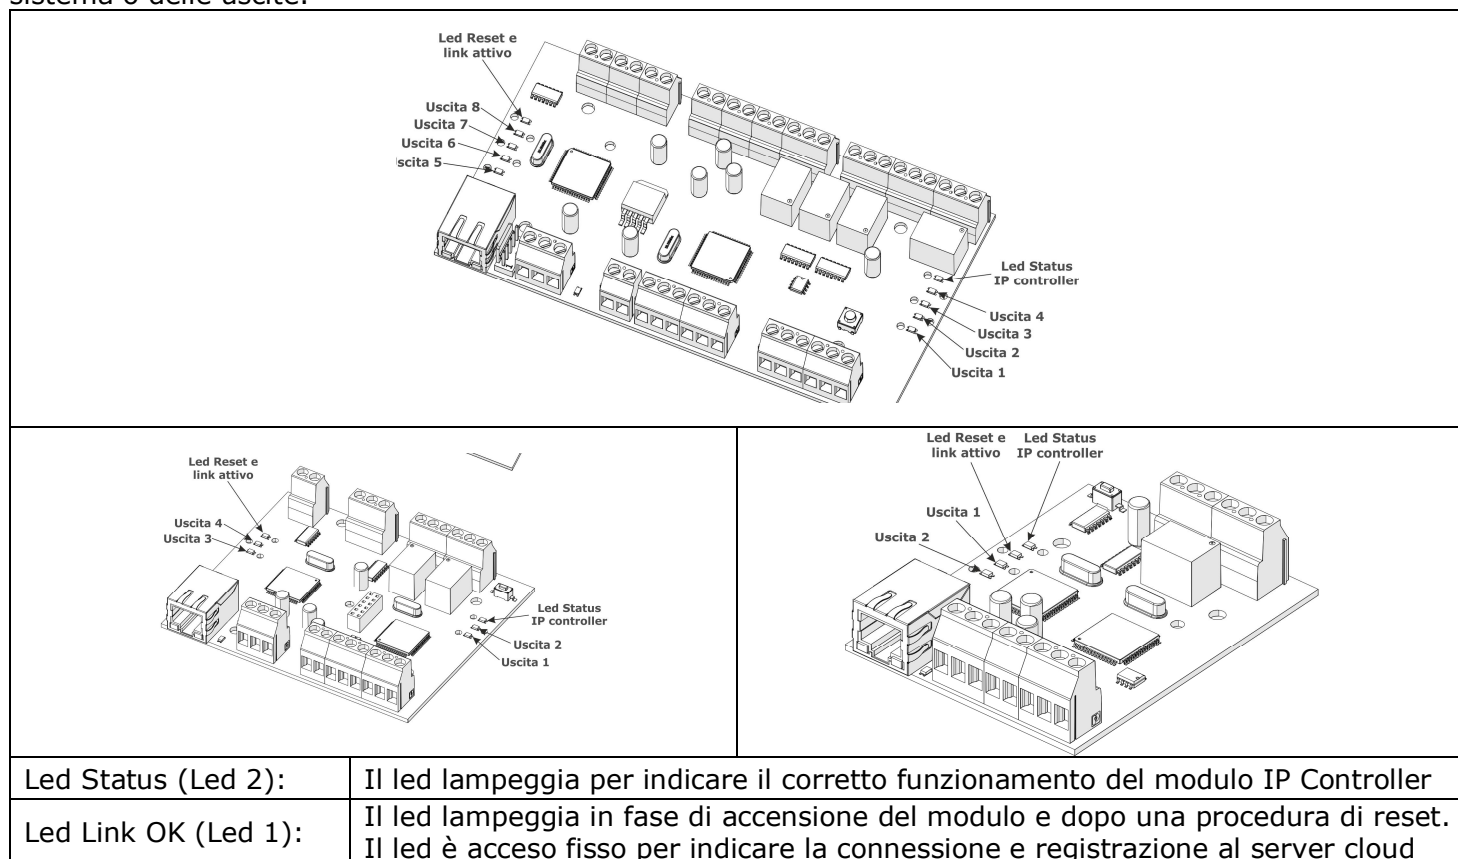 sistema o delle uscite.
Led Reset e
link attivo
Uscita 8
Uscita 7
Uscita 6
scita 5
Led Status
IP controller
Uscita 4
Uscita 3
Uscita 2
Uscita 1
Led Reset e
link attivo
Uscita 4
Uscita 3
Led Status
IP controller
Uscita 2
Uscita 1
Led Reset e Led Status
link attivo IP controller
Uscita 1
Uscita 2
Led Status (Led 2): Il led lampeggia per indicare il corretto funzionamento del modulo IP Controller
Led Link OK (Led 1): Il led lampeggia in fase di accensione del modulo e dopo una procedura di reset.
Il led è acceso fisso per indicare la connessione e registrazione al server cloud